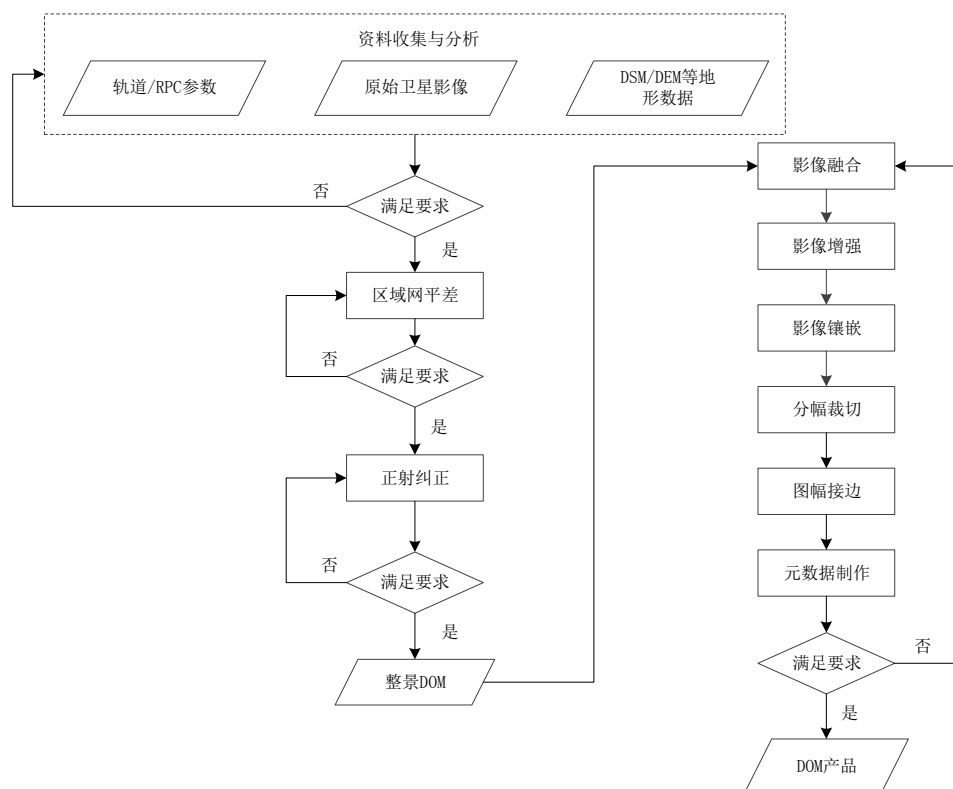 资料收集与分析
轨道/RPC参数
原始卫星影像
DSM/DEM等地
形数据
满足要求
否
是
区域网平差
满足要求
否
是
正射纠正
满足要求
否
是
整景DOM
影像融合
影像增强
影像镶嵌
分幅裁切
图幅接边
元数据制作
满足要求
否
是
DOM产品